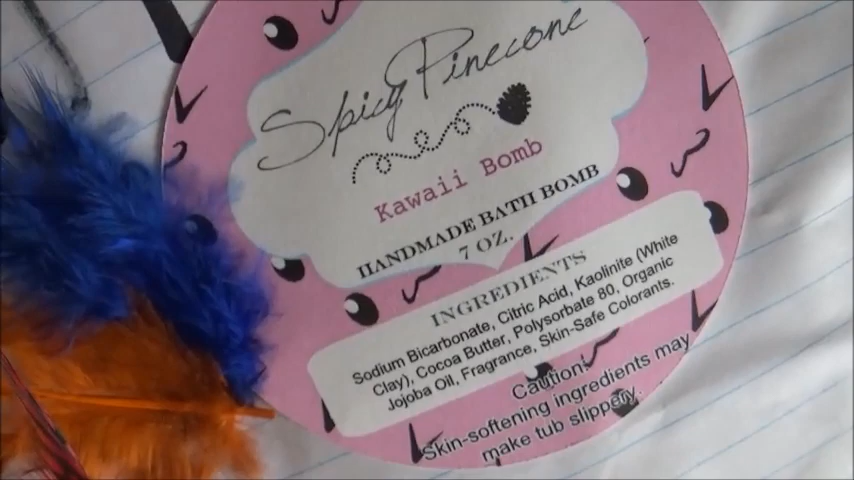 Spicy Pinecone
Kawaii Bomb
HANDMADE BATH BOMB
7 OZ.
INGREDIENTS
Sodium Bicarbonate, Citric Acid, Kaolinite (White
Clay), Cocoa Butter, Polysorbate 80, Organic
Jojoba Oil, Fragrance, Skin-Safe Colorants.
Caution!
Skin-softening ingredients may
make tub slippery.